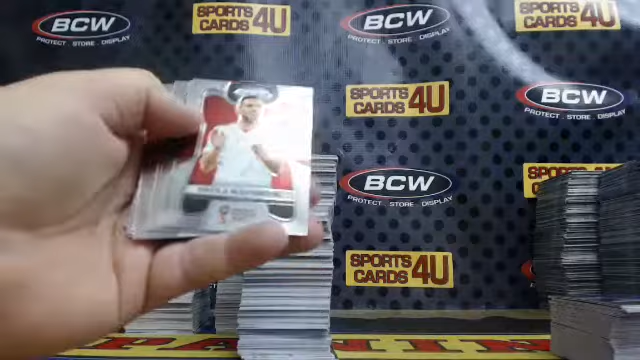 BCW
PROTECT . STORE . DISPLAY
SPORTS
CARDS 4U
BCW
PROTECT . STORE . DISPLAY
SPORTS
CARDS 4U
SPORTS
CARDS 4U
BCW
PROTECT . STORE . DISPLAY
BCW
PROTECT . STORE . DISPLAY
SPORTS
CARDS 4U
SPORTS
CARDS 4U